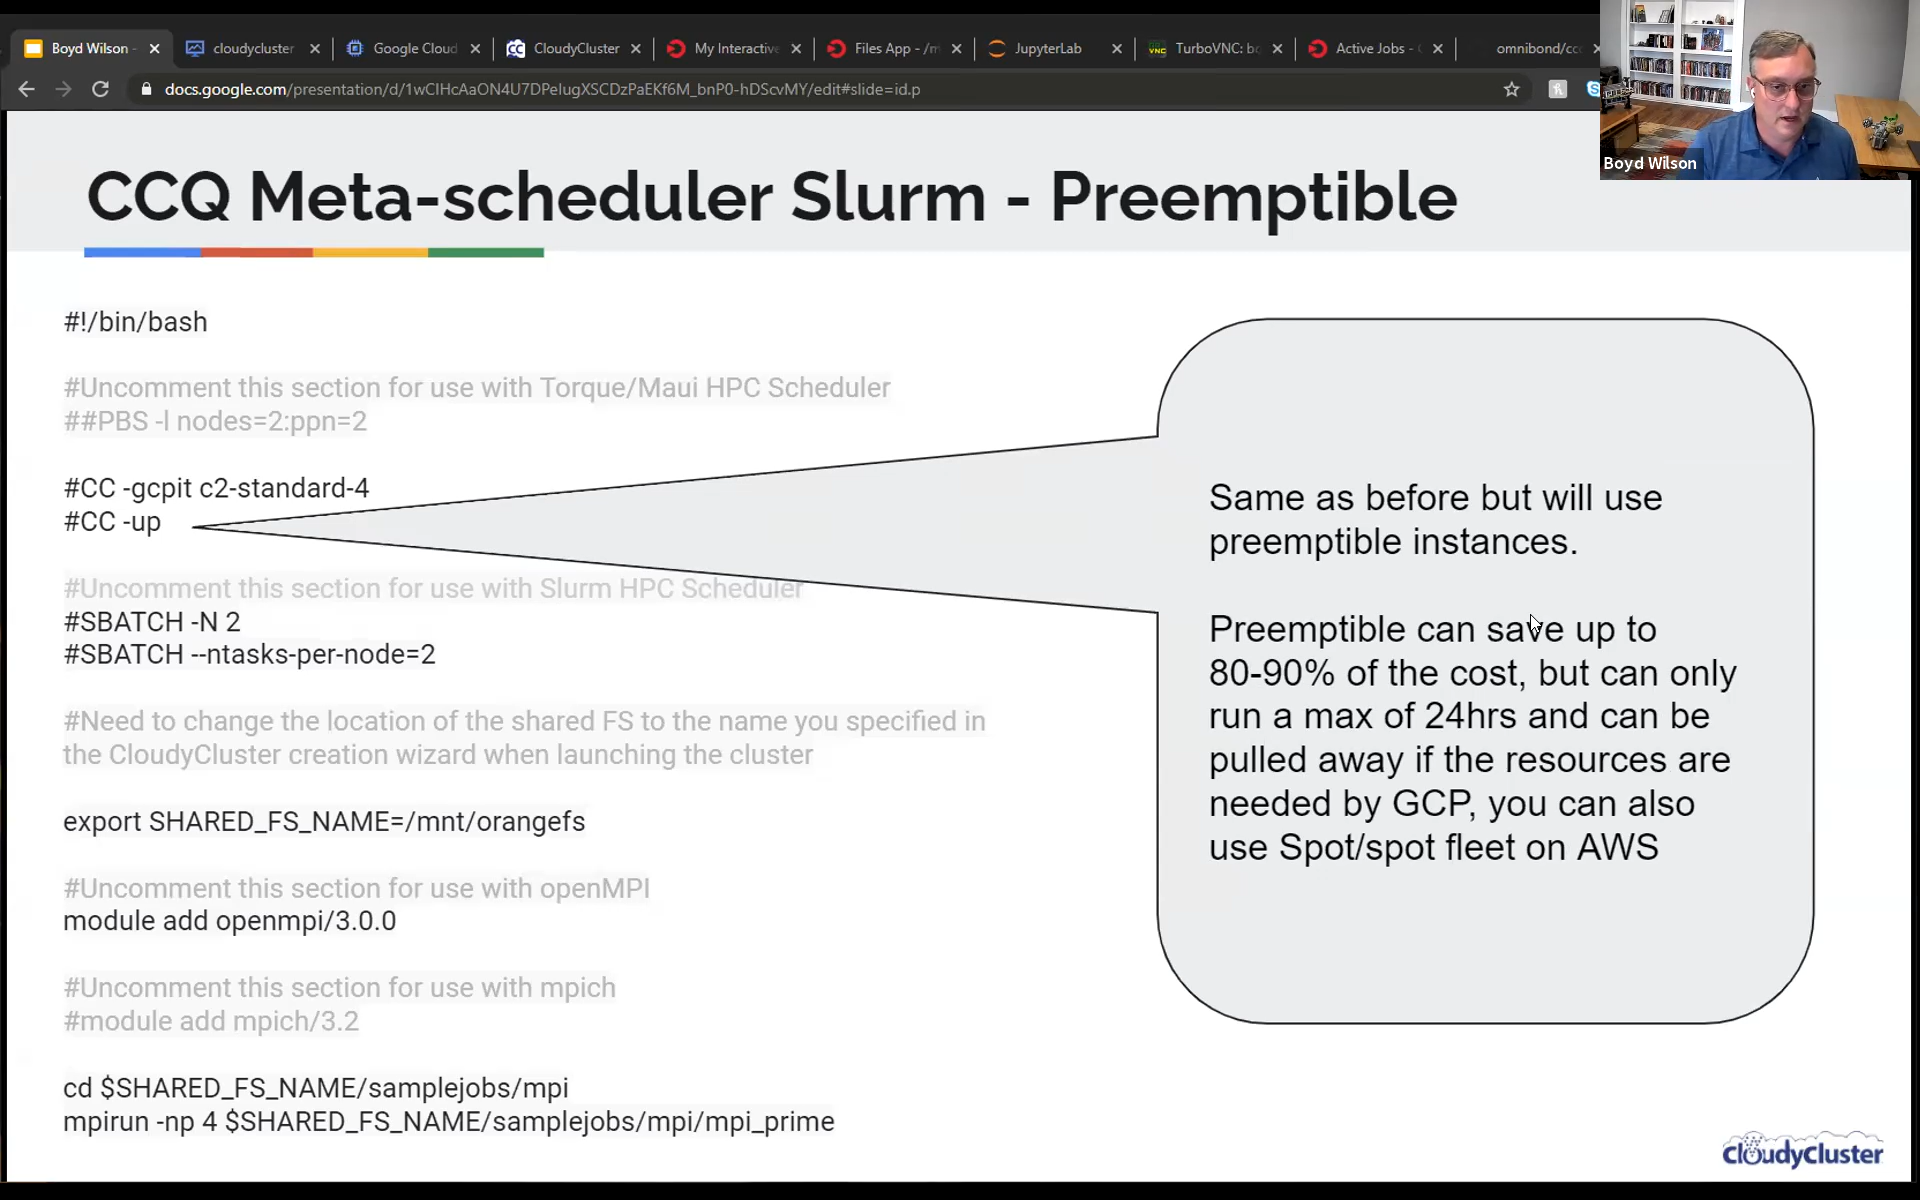 Boyd Wilson -
cloudycluster
Google Cloud
CloudyCluster
My Interactive
Files App - /m
JupyterLab
TurboVNC: bo
Active Jobs -
omnibond/ccq
docs.google.com/presentation/d/1wCIHcAaON4U7DPelugXSCDzPaEKf6M_bnP0-hDScvMY/edit#slide=id.p
Boyd Wilson
CCQ Meta-scheduler Slurm - Preemptible
#!/bin/bash
#Uncomment this section for use with Torque/Maui HPC Scheduler
##PBS -l nodes=2:ppn=2
#CC -gcpit c2-standard-4
#CC -up
#Uncomment this section for use with Slurm HPC Scheduler
#SBATCH -N 2
#SBATCH --ntasks-per-node=2
#Need to change the location of the shared FS to the name you specified in
the CloudyCluster creation wizard when launching the cluster
export SHARED_FS_NAME=/mnt/orangefs
#Uncomment this section for use with openMPI
module add openmpi/3.0.0
#Uncomment this section for use with mpich
#module add mpich/3.2
cd $SHARED_FS_NAME/samplejobs/mpi
mpirun -np 4 $SHARED_FS_NAME/samplejobs/mpi/mpi_prime
Same as before but will use
preemptible instances.
Preemptible can save up to
80-90% of the cost, but can only
run a max of 24hrs and can be
pulled away if the resources are
needed by GCP, you can also
use Spot/spot fleet on AWS
cloudycluster